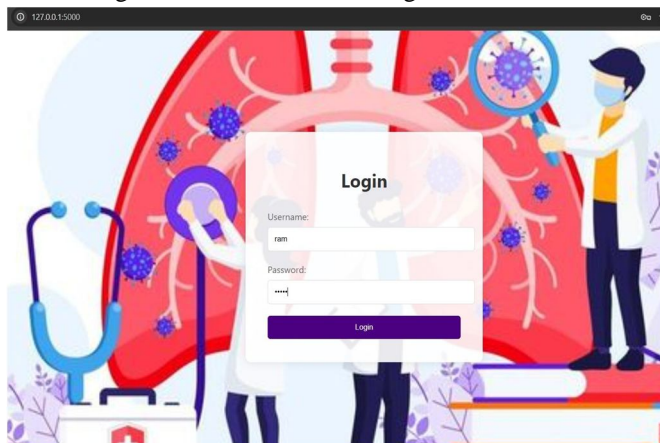 127.0.0.1:5000
Login
Username:
ram
Password:
•••••
Login